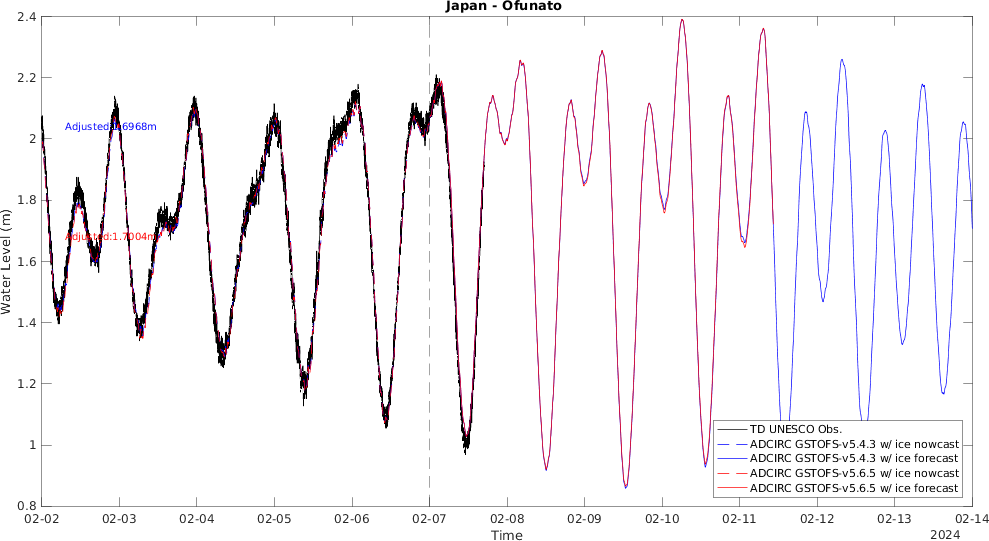 Japan - Ofunato
2.4
2.2
2
1.8
1.6
1.4
1.2
1
0.8
Water Level (m)
Adjusted:1.6968m
Adjusted:1.7004m
TD UNESCO Obs.
ADCIRC GSTOFS-v5.4.3 w/ ice nowcast
ADCIRC GSTOFS-v5.4.3 w/ ice forecast
ADCIRC GSTOFS-v5.6.5 w/ ice nowcast
ADCIRC GSTOFS-v5.6.5 w/ ice forecast
02-02 02-03 02-04 02-05 02-06 02-07 02-08 02-09 02-10 02-11 02-12 02-13 02-14
Time
2024